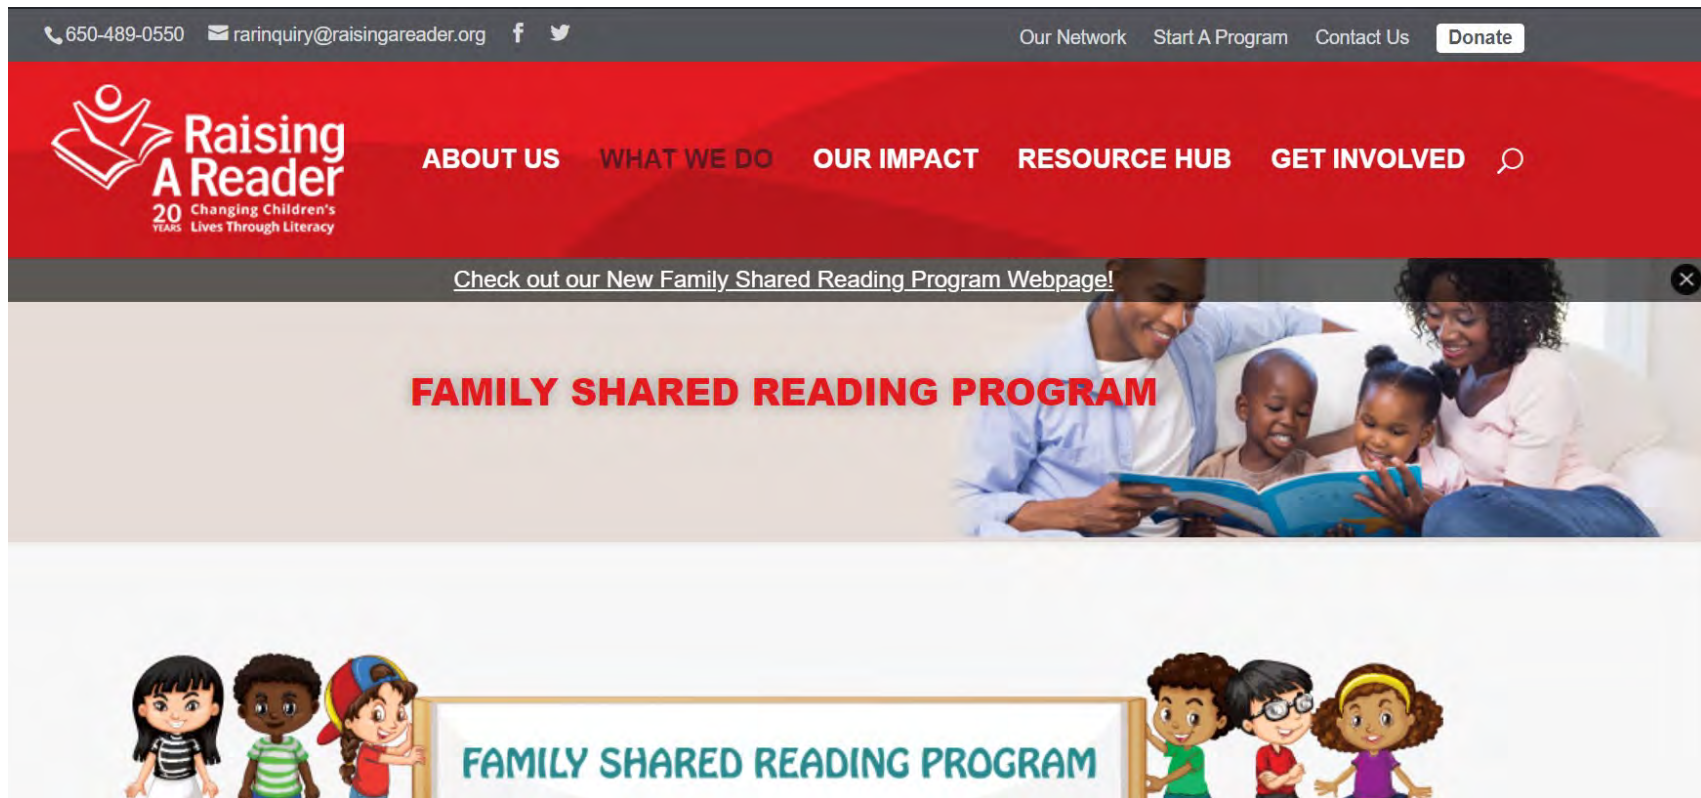 650-489-0550 rarinquiry@raisingareader.org
Our Network Start A Program Contact Us Donate
Raising
A Reader
20 YEARS
Changing Children's
Lives Through Literacy
ABOUT US WHAT WE DO OUR IMPACT RESOURCE HUB GET INVOLVED
Check out our New Family Shared Reading Program Webpage!
FAMILY SHARED READING PROGRAM
FAMILY SHARED READING PROGRAM